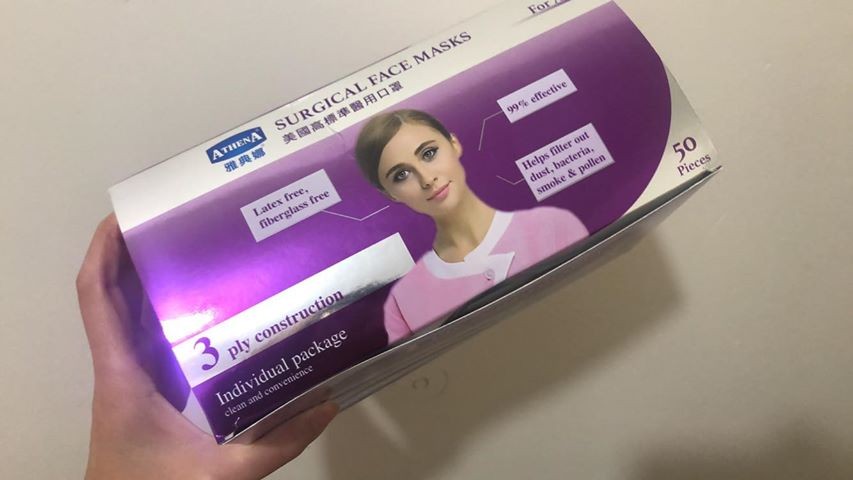 For
SURGICAL FACE MASKS
美國高標準醫用口罩
ATHENA
雅典娜
99% effective
Helps filter out
dust, bacteria,
smoke & pollen
Latex free,
fiberglass free
50
Pieces
3 ply construction
Individual package
clean and convenience